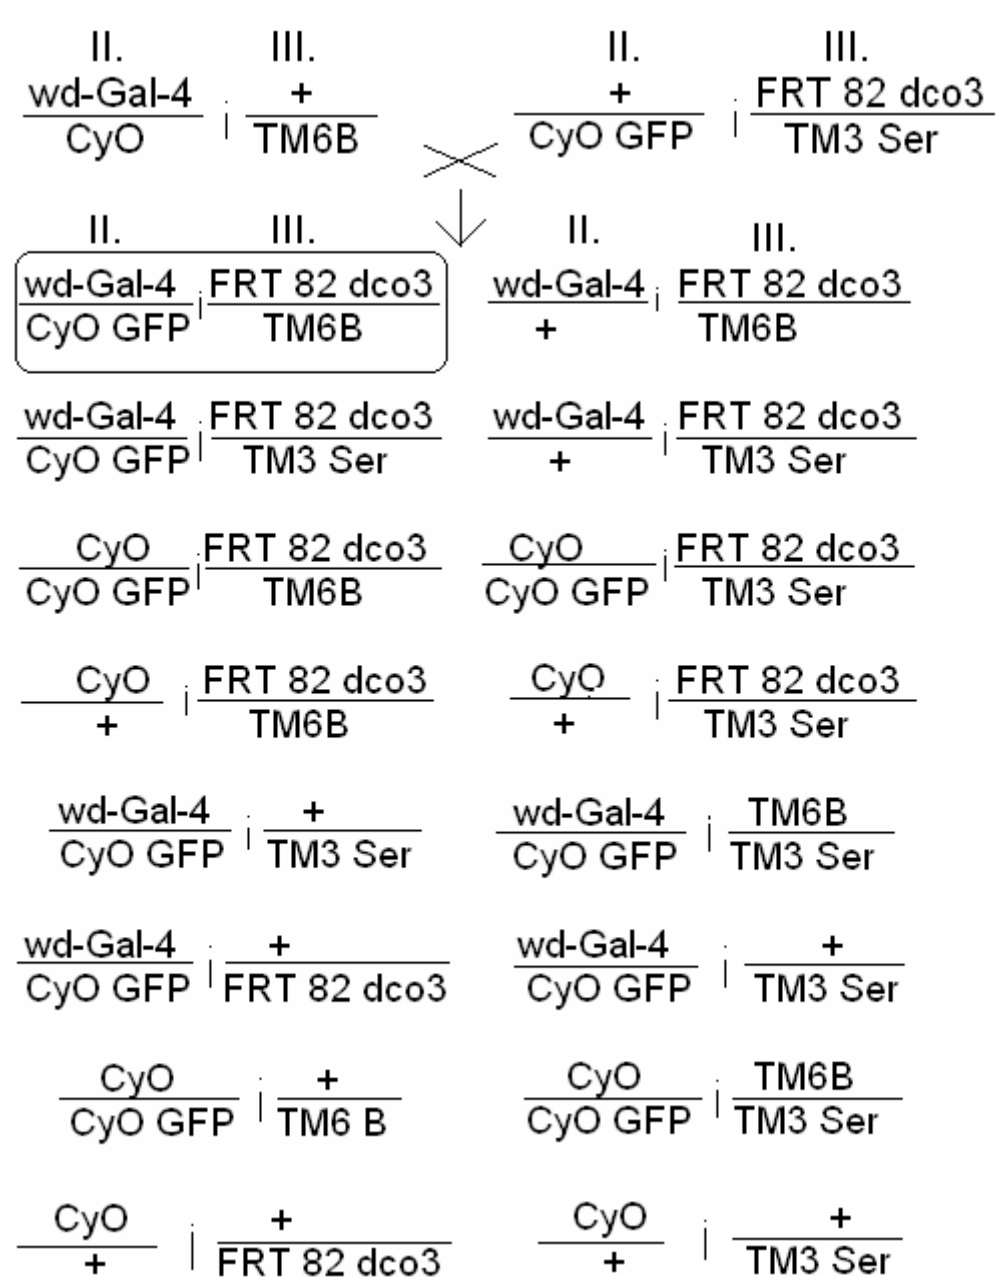 II. III. II. III.
wd-Gal-4 + + FRT 82 dco3
CyO ; TM6B CyO GFP ; TM3 Ser
II. III. II. III.
wd-Gal-4 ; FRT 82 dco3 wd-Gal-4 ; FRT 82 dco3
CyO GFP TM6B + TM6B
wd-Gal-4 ; FRT 82 dco3 wd-Gal-4 ; FRT 82 dco3
CyO GFP TM3 Ser + TM3 Ser
CyO ; FRT 82 dco3 CyO ; FRT 82 dco3
CyO GFP TM6B CyO GFP TM3 Ser
CyO ; FRT 82 dco3 CyO ; FRT 82 dco3
+ TM6B + TM3 Ser
wd-Gal-4 ; + wd-Gal-4 ; TM6B
CyO GFP TM3 Ser CyO GFP TM3 Ser
wd-Gal-4 ; + wd-Gal-4 ; +
CyO GFP FRT 82 dco3 CyO GFP TM3 Ser
CyO ; + CyO ; TM6B
CyO GFP TM6 B CyO GFP TM3 Ser
CyO ; + CyO ; +
+ FRT 82 dco3 + TM3 Ser